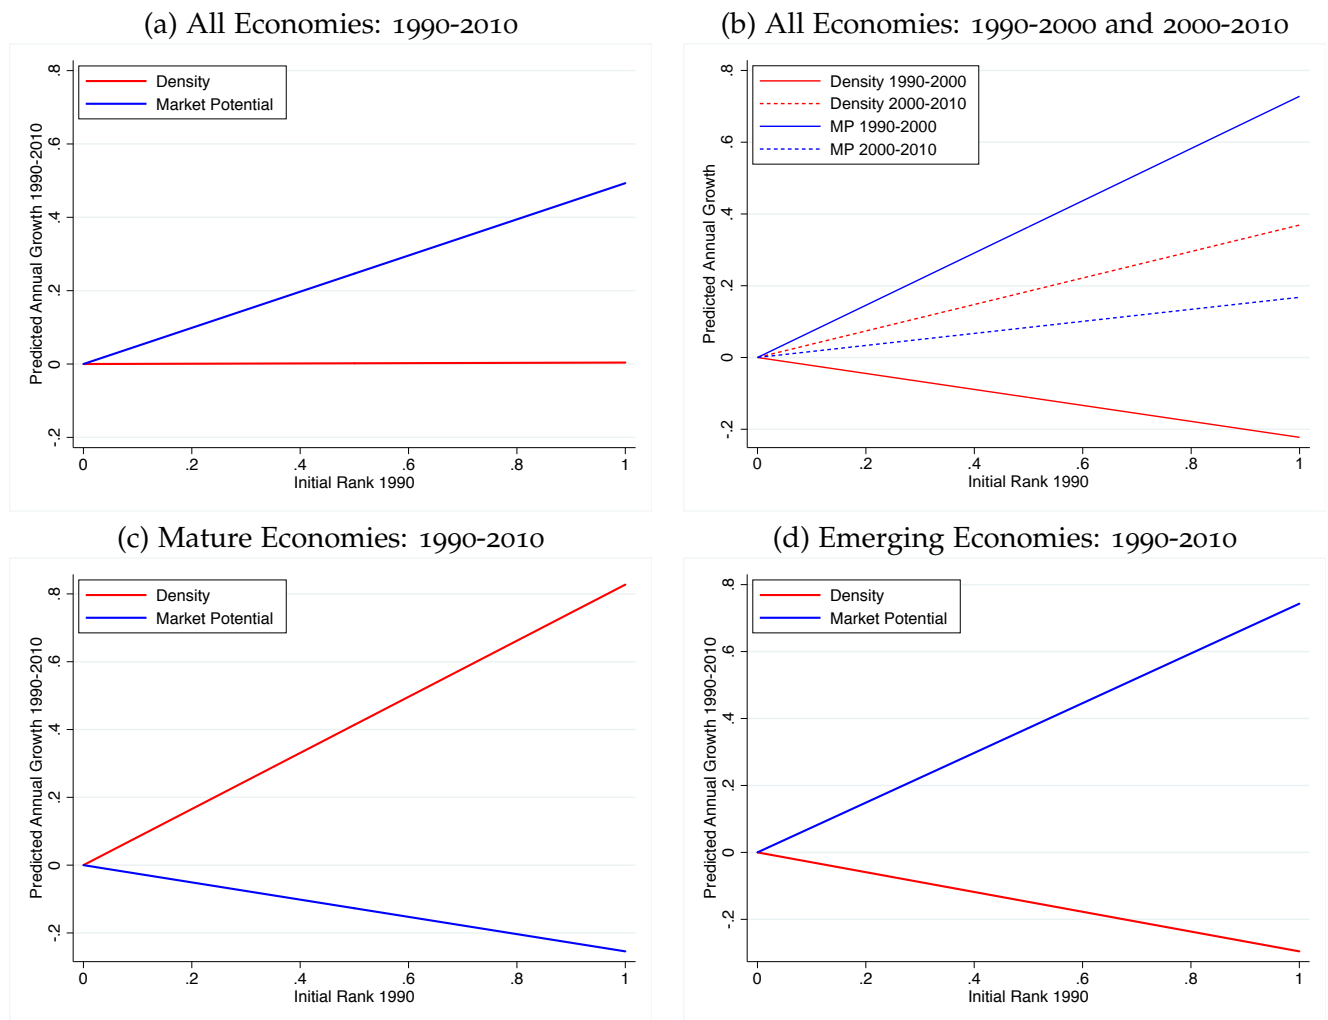 (a) All Economies: 1990-2010
Density
Market Potential
Predicted Annual Growth 1990-2010
.8
.6
.4
.2
0
-.2
0 .2 .4 .6 .8 1
Initial Rank 1990
(b) All Economies: 1990-2000 and 2000-2010
Density 1990-2000
Density 2000-2010
MP 1990-2000
MP 2000-2010
Predicted Annual Growth
.8
.6
.4
.2
0
-.2
0 .2 .4 .6 .8 1
Initial Rank 1990
(c) Mature Economies: 1990-2010
Density
Market Potential
Predicted Annual Growth 1990-2010
.8
.6
.4
.2
0
-.2
0 .2 .4 .6 .8 1
Initial Rank 1990
(d) Emerging Economies: 1990-2010
Density
Market Potential
Predicted Annual Growth 1990-2010
.8
.6
.4
.2
0
-.2
0 .2 .4 .6 .8 1
Initial Rank 1990